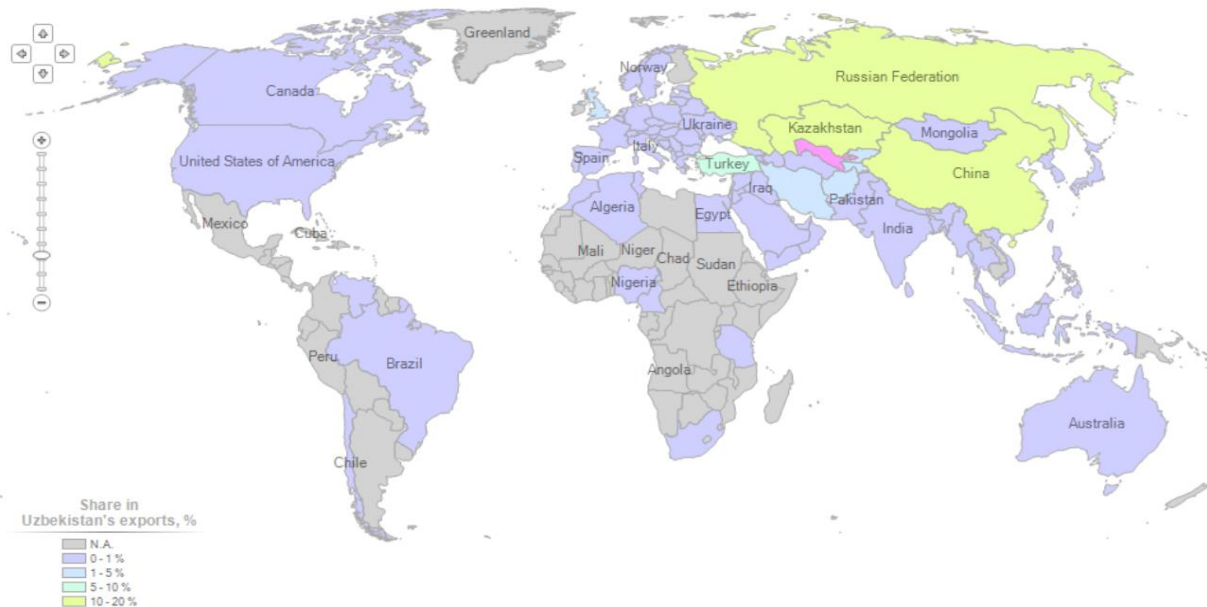 Greenland
Norway
Russian Federation
Canada
Ukraine
Kazakhstan
Mongolia
United States of America
Spain
Italy
Turkey
China
Iraq
Pakistan
Algeria
Egypt
India
Mexico
Cuba
Mali
Niger
Chad
Sudan
Nigeria
Ethiopia
Peru
Brazil
Angola
Australia
Chile
Share in
Uzbekistan's exports, %
N.A.
0 - 1 %
1 - 5 %
5 - 10 %
10 - 20 %